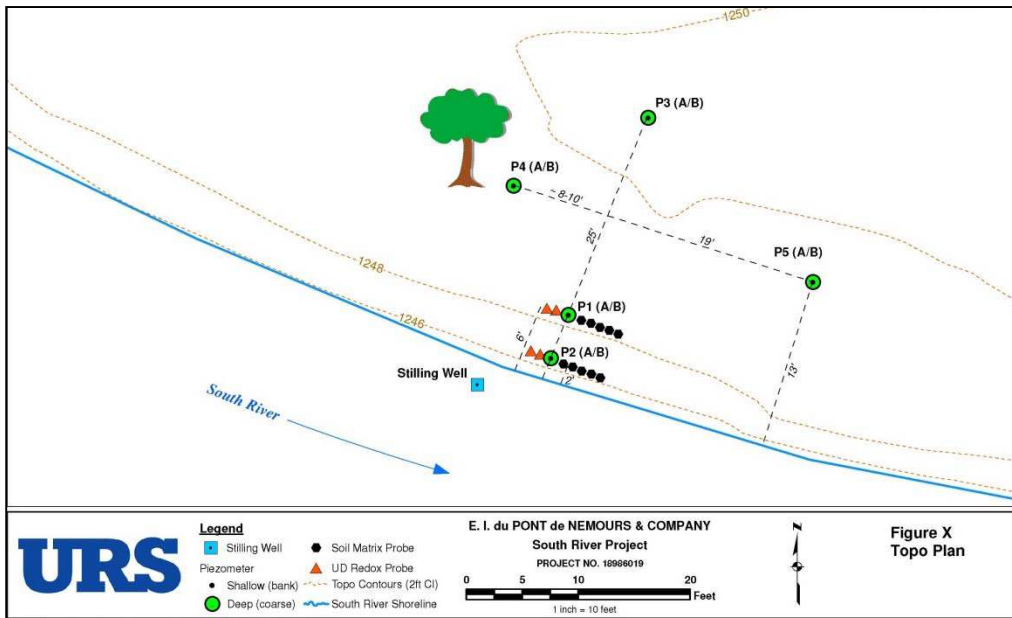 1250
P3 (A/B)
P4 (A/B)
~ 8-10'
25'
19'
P5 (A/B)
1248
P1 (A/B)
1246
6'
P2 (A/B)
Stilling Well
2'
13'
South River
URS
Legend
Stilling Well
Piezometer
Shallow (bank)
Deep (coarse)
Soil Matrix Probe
UD Redox Probe
Topo Contours (2ft CI)
South River Shoreline
E. I. du PONT de NEMOURS & COMPANY
South River Project
PROJECT NO. 18986019
0 5 10 20
Feet
1 inch = 10 feet
N
Figure X
Topo Plan